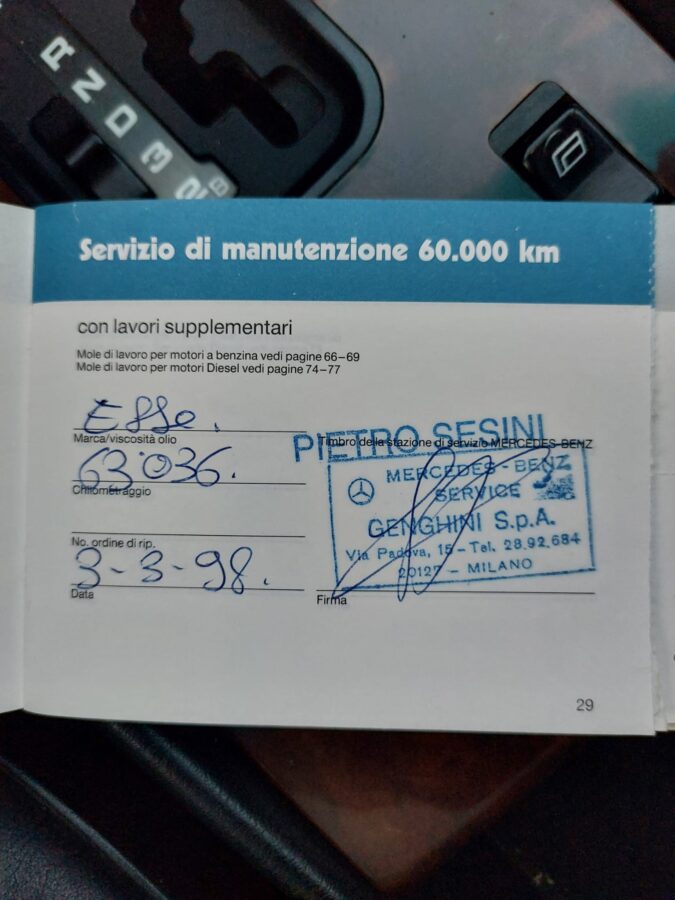 R
N
D
3
2
B
Servizio di manutenzione 60.000 km
con lavori supplementari
Mole di lavoro per motori a benzina vedi pagine 66–69
Mole di lavoro per motori Diesel vedi pagine 74–77
Esso.
Marca/viscosità olio
63036.
Chilometraggio
No. ordine di rip.
3-3-98.
Data
PIETRO SESINI
Timbro della stazione di servizio MERCEDES-BENZ
MERCEDES-BENZ
SERVICE
GENGHINI S.p.A.
Via Padova, 15 - Tel. 28.92.684
20127 - MILANO
Firma
29